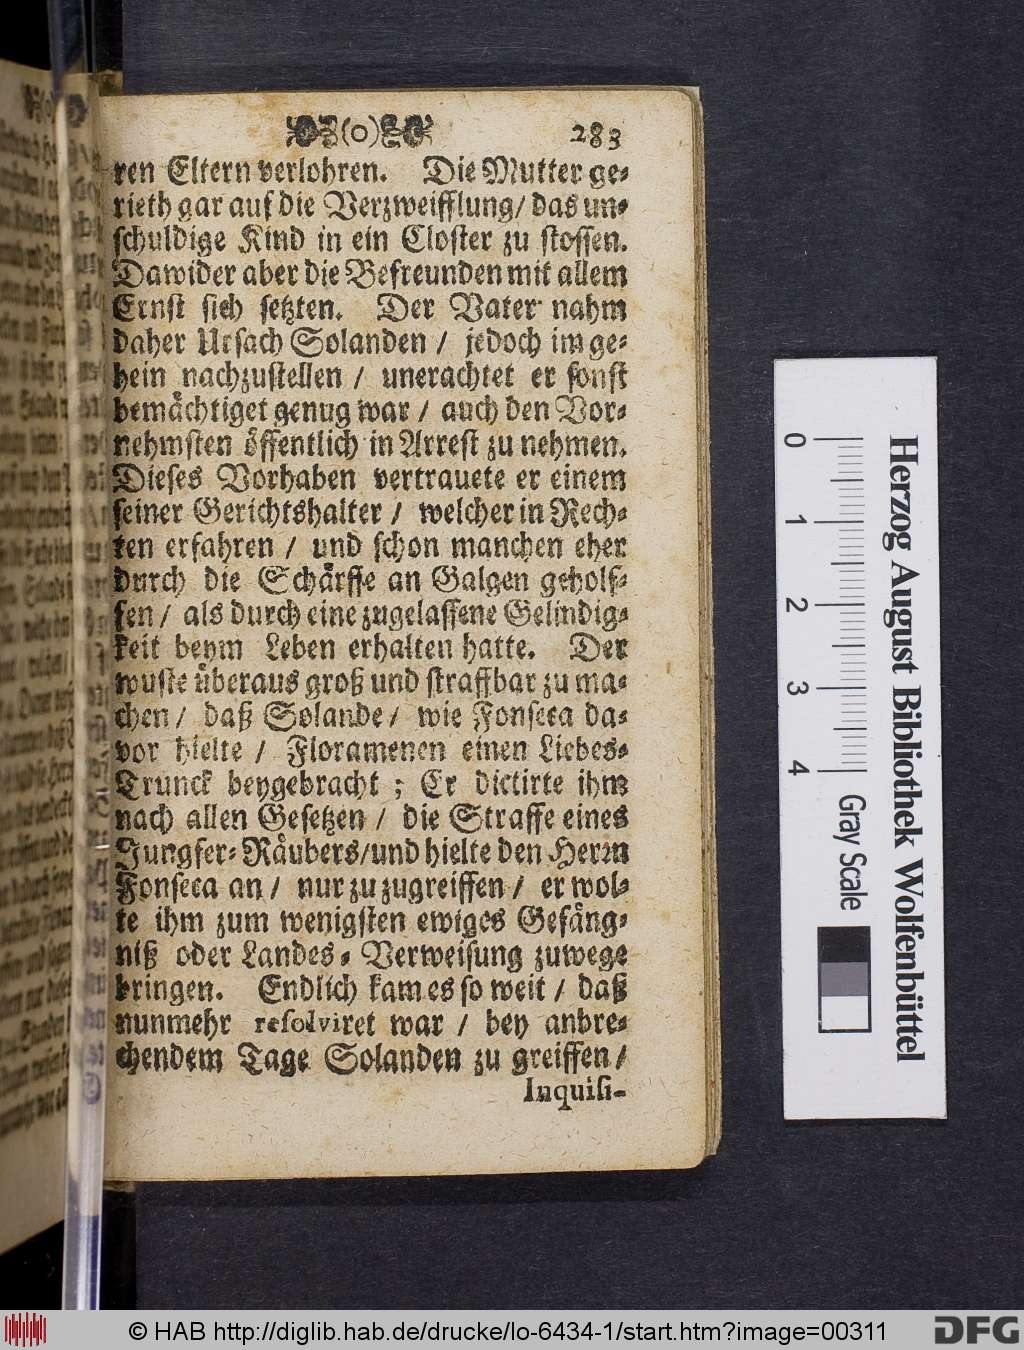 (o) 283
ren Eltern verlohren. Die Mutter ge-
rieth gar auf die Verzweifflung/ das un-
schuldige Kind in ein Closter zu stossen.
Dawider aber die Befreunden mit allem
Ernst sich setzten. Der Vater nahm
daher Ursach Solanden / jedoch im ge-
hein nachzustellen / unerachtet er sonst
bemächtiget genug war / auch den Vor-
nehmsten öffentlich in Arrest zu nehmen.
Dieses Vorhaben vertrauete er einem
seiner Gerichtshalter / welcher in Rech-
ten erfahren / und schon manchen eher
durch die Schärffe an Galgen geholf-
fen / als durch eine zugelassene Gelindig-
keit beym Leben erhalten hatte. Der
wuste überaus groß und straffbar zu ma-
chen / daß Solande / wie Fonseca da-
vor hielte / Floramenen einen Liebes-
Trunck beygebracht ; Er dictirte ihm
nach allen Gesetzen / die Straffe eines
Jungfer-Räubers/und hielte den Herrn
Fonseca an / nur zuzugreiffen / er wol-
te ihm zum wenigsten ewiges Gefäng-
niß oder Landes-Verweisung zuwege
bringen. Endlich kam es so weit / daß
nunmehr resolviret war / bey anbre-
chendem Tage Solanden zu greiffen /
Inquisi-
0 1 2 3 4
Herzog August Bibliothek Wolfenbüttel
Gray Scale
© HAB http://diglib.hab.de/drucke/lo-6434-1/start.htm?image=00311
DFG